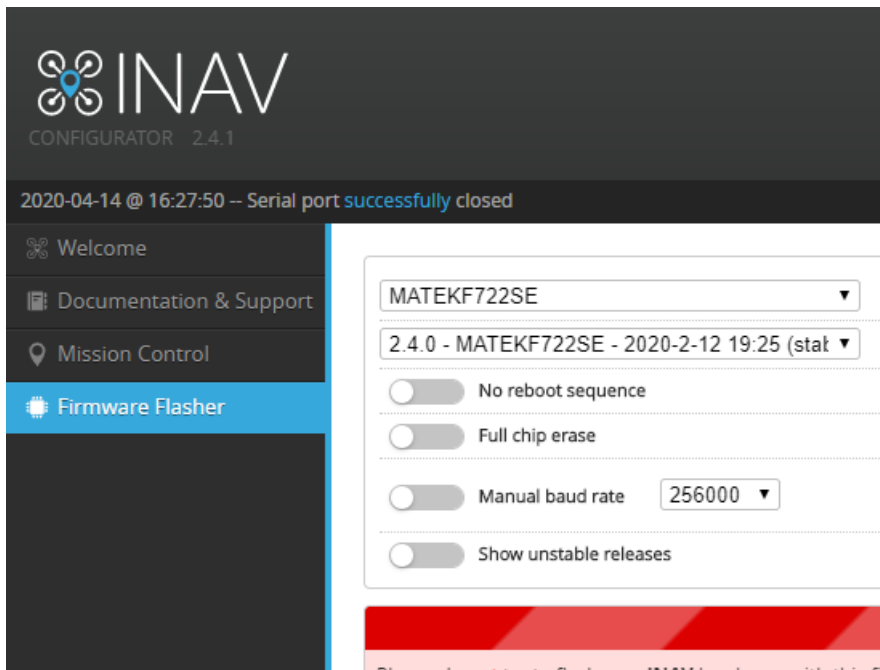 INAV
CONFIGURATOR 2.4.1
2020-04-14 @ 16:27:50 -- Serial port successfully closed
Welcome
Documentation & Support
Mission Control
Firmware Flasher
MATEKF722SE
2.4.0 - MATEKF722SE - 2020-2-12 19:25 (stat
No reboot sequence
Full chip erase
Manual baud rate 256000
Show unstable releases